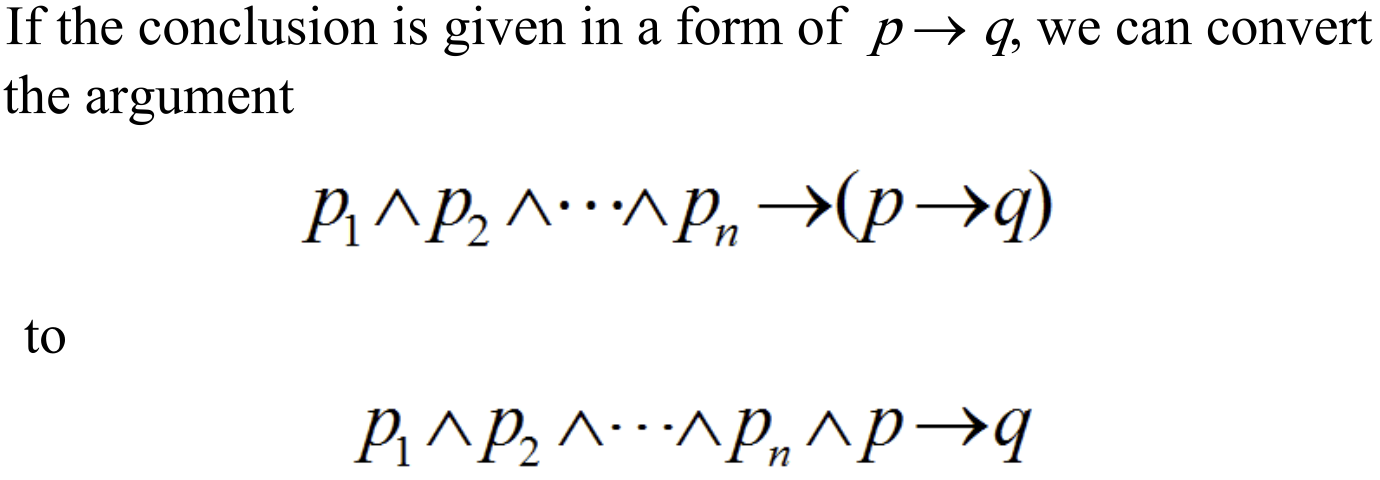 If the conclusion is given in a form of p → q, we can convert
the argument
p₁ ∧ p₂ ∧ ⋯ ∧ pₙ → (p → q)
to
p₁ ∧ p₂ ∧ ⋯ ∧ pₙ ∧ p → q